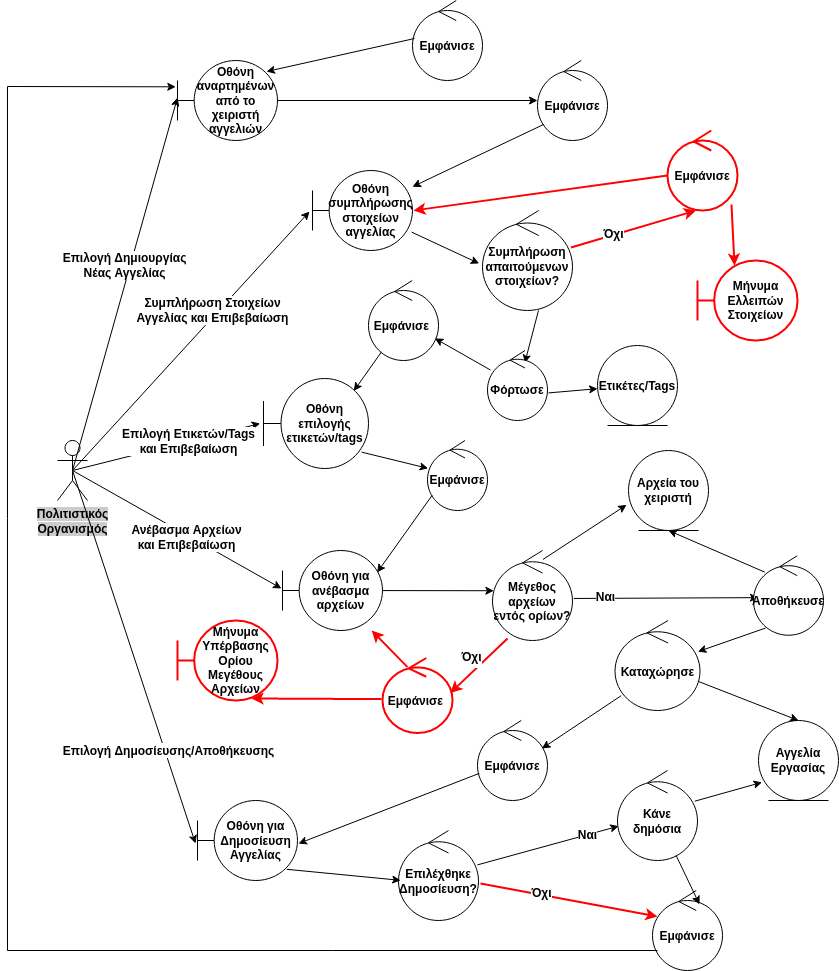 Εμφάνισε
Οθόνη
αναρτημένων
από το
χειριστή
αγγελιών
Εμφάνισε
Οθόνη
συμπλήρωσης
στοιχείων
αγγελίας
Εμφάνισε
Όχι
Συμπλήρωση
απαιτούμενων
στοιχείων?
Επιλογή Δημιουργίας
Νέας Αγγελίας
Μήνυμα
Ελλειπών
Στοιχείων
Συμπλήρωση Στοιχείων
Αγγελίας και Επιβεβαίωση
Εμφάνισε
Φόρτωσε
Ετικέτες/Tags
Οθόνη
επιλογής
ετικετών/tags
Επιλογή Ετικετών/Tags
και Επιβεβαίωση
Πολιτιστικός
Οργανισμός
Εμφάνισε
Αρχεία του
χειριστή
Ανέβασμα Αρχείων
και Επιβεβαίωση
Οθόνη για
ανέβασμα
αρχείων
Μέγεθος
αρχείων
εντός ορίων?
Ναι
Αποθήκευσε
Μήνυμα
Υπέρβασης
Ορίου
Μεγέθους
Αρχείων
Όχι
Εμφάνισε
Καταχώρησε
Επιλογή Δημοσίευσης/Αποθήκευσης
Εμφάνισε
Αγγελία
Εργασίας
Οθόνη για
Δημοσίευση
Αγγελίας
Ναι
Κάνε
δημόσια
Επιλέχθηκε
Δημοσίευση?
Όχι
Εμφάνισε